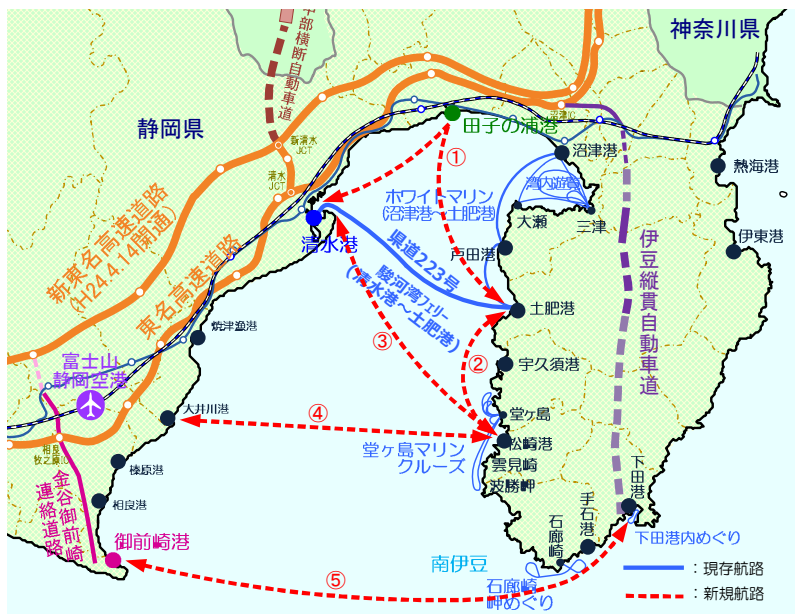 神奈川県
静岡県
中部横断自動車道
新清水
JCT
清水
JCT
新東名高速道路
(H24.4.14開通)
東名高速道路
田子の浦港
沼津IC
沼津港
湾内遊覧
ホワイトマリン
(沼津港～土肥港)
大瀬
三津
熱海港
伊東港
伊豆縦貫自動車道
清水港
戸田港
県道223号
駿河湾フェリー
(清水港～土肥港)
土肥港
宇久須港
焼津漁港
富士山
静岡空港
大井川港
堂ヶ島
松崎港
堂ヶ島マリン
クルーズ
雲見崎
波勝岬
相良
牧之原IC
榛原港
相良港
金谷御前崎
連絡道路
御前崎港
下田港
手石港
石廊崎
下田港内めぐり
南伊豆
石廊崎
岬めぐり
①
②
③
④
⑤
：現存航路
：新規航路